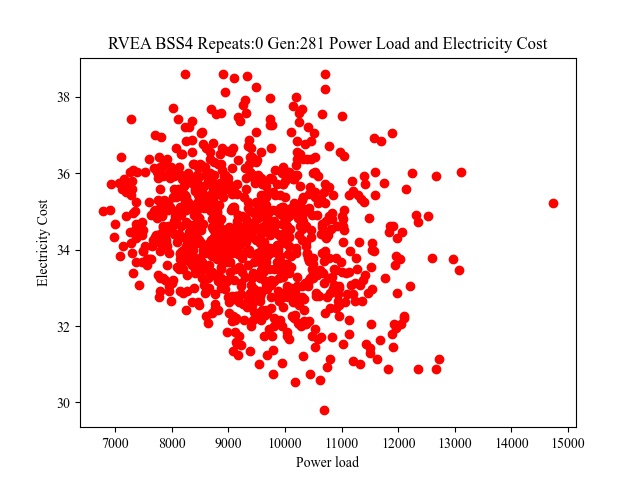 RVEA BSS4 Repeats:0 Gen:281 Power Load and Electricity Cost
38
36
34
32
30
Electricity Cost
7000 8000 9000 10000 11000 12000 13000 14000 15000
Power load